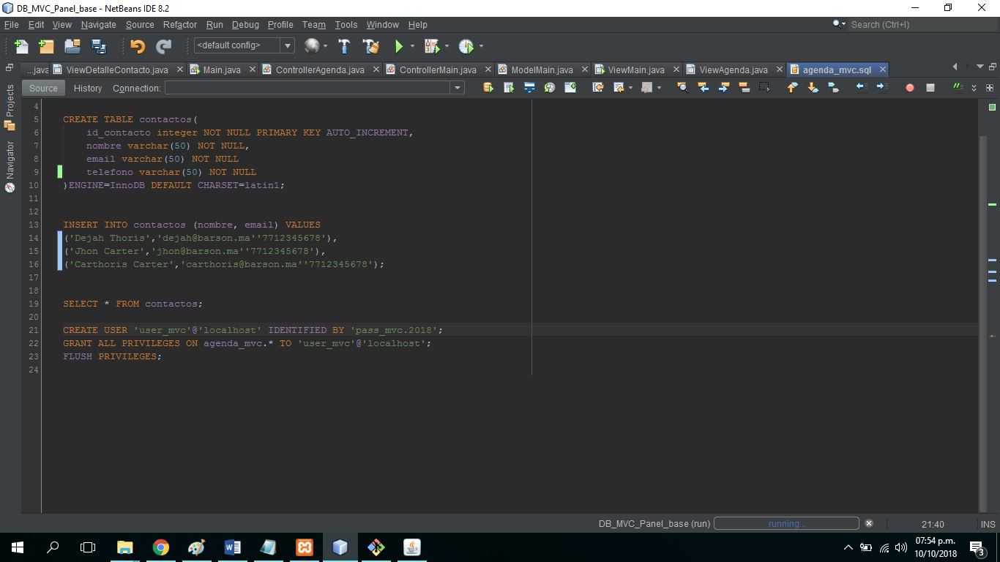 DB_MVC_Panel_base - NetBeans IDE 8.2
File Edit View Navigate Source Refactor Run Debug Profile Team Tools Window Help
Search (Ctrl+I)
<default config>
...java ViewDetalleContacto.java Main.java ControllerAgenda.java ControllerMain.java ModelMain.java ViewMain.java ViewAgenda.java agenda_mvc.sql
Source History Connection:
Projects
Navigator
4
5 CREATE TABLE contactos(
6 id_contacto integer NOT NULL PRIMARY KEY AUTO_INCREMENT,
7 nombre varchar(50) NOT NULL,
8 email varchar(50) NOT NULL
9 telefono varchar(50) NOT NULL
10 )ENGINE=InnoDB DEFAULT CHARSET=latin1;
11
12
13 INSERT INTO contactos (nombre, email) VALUES
14 ('Dejah Thoris','dejah@barson.ma''7712345678'),
15 ('Jhon Carter','jhon@barson.ma''7712345678'),
16 ('Carthoris Carter','carthoris@barson.ma''7712345678');
17
18
19 SELECT * FROM contactos;
20
21 CREATE USER 'user_mvc'@'localhost' IDENTIFIED BY 'pass_mvc.2018';
22 GRANT ALL PRIVILEGES ON agenda_mvc.* TO 'user_mvc'@'localhost';
23 FLUSH PRIVILEGES;
24
DB_MVC_Panel_base (run) running... 21:40 INS
07:54 p.m.
10/10/2018
3